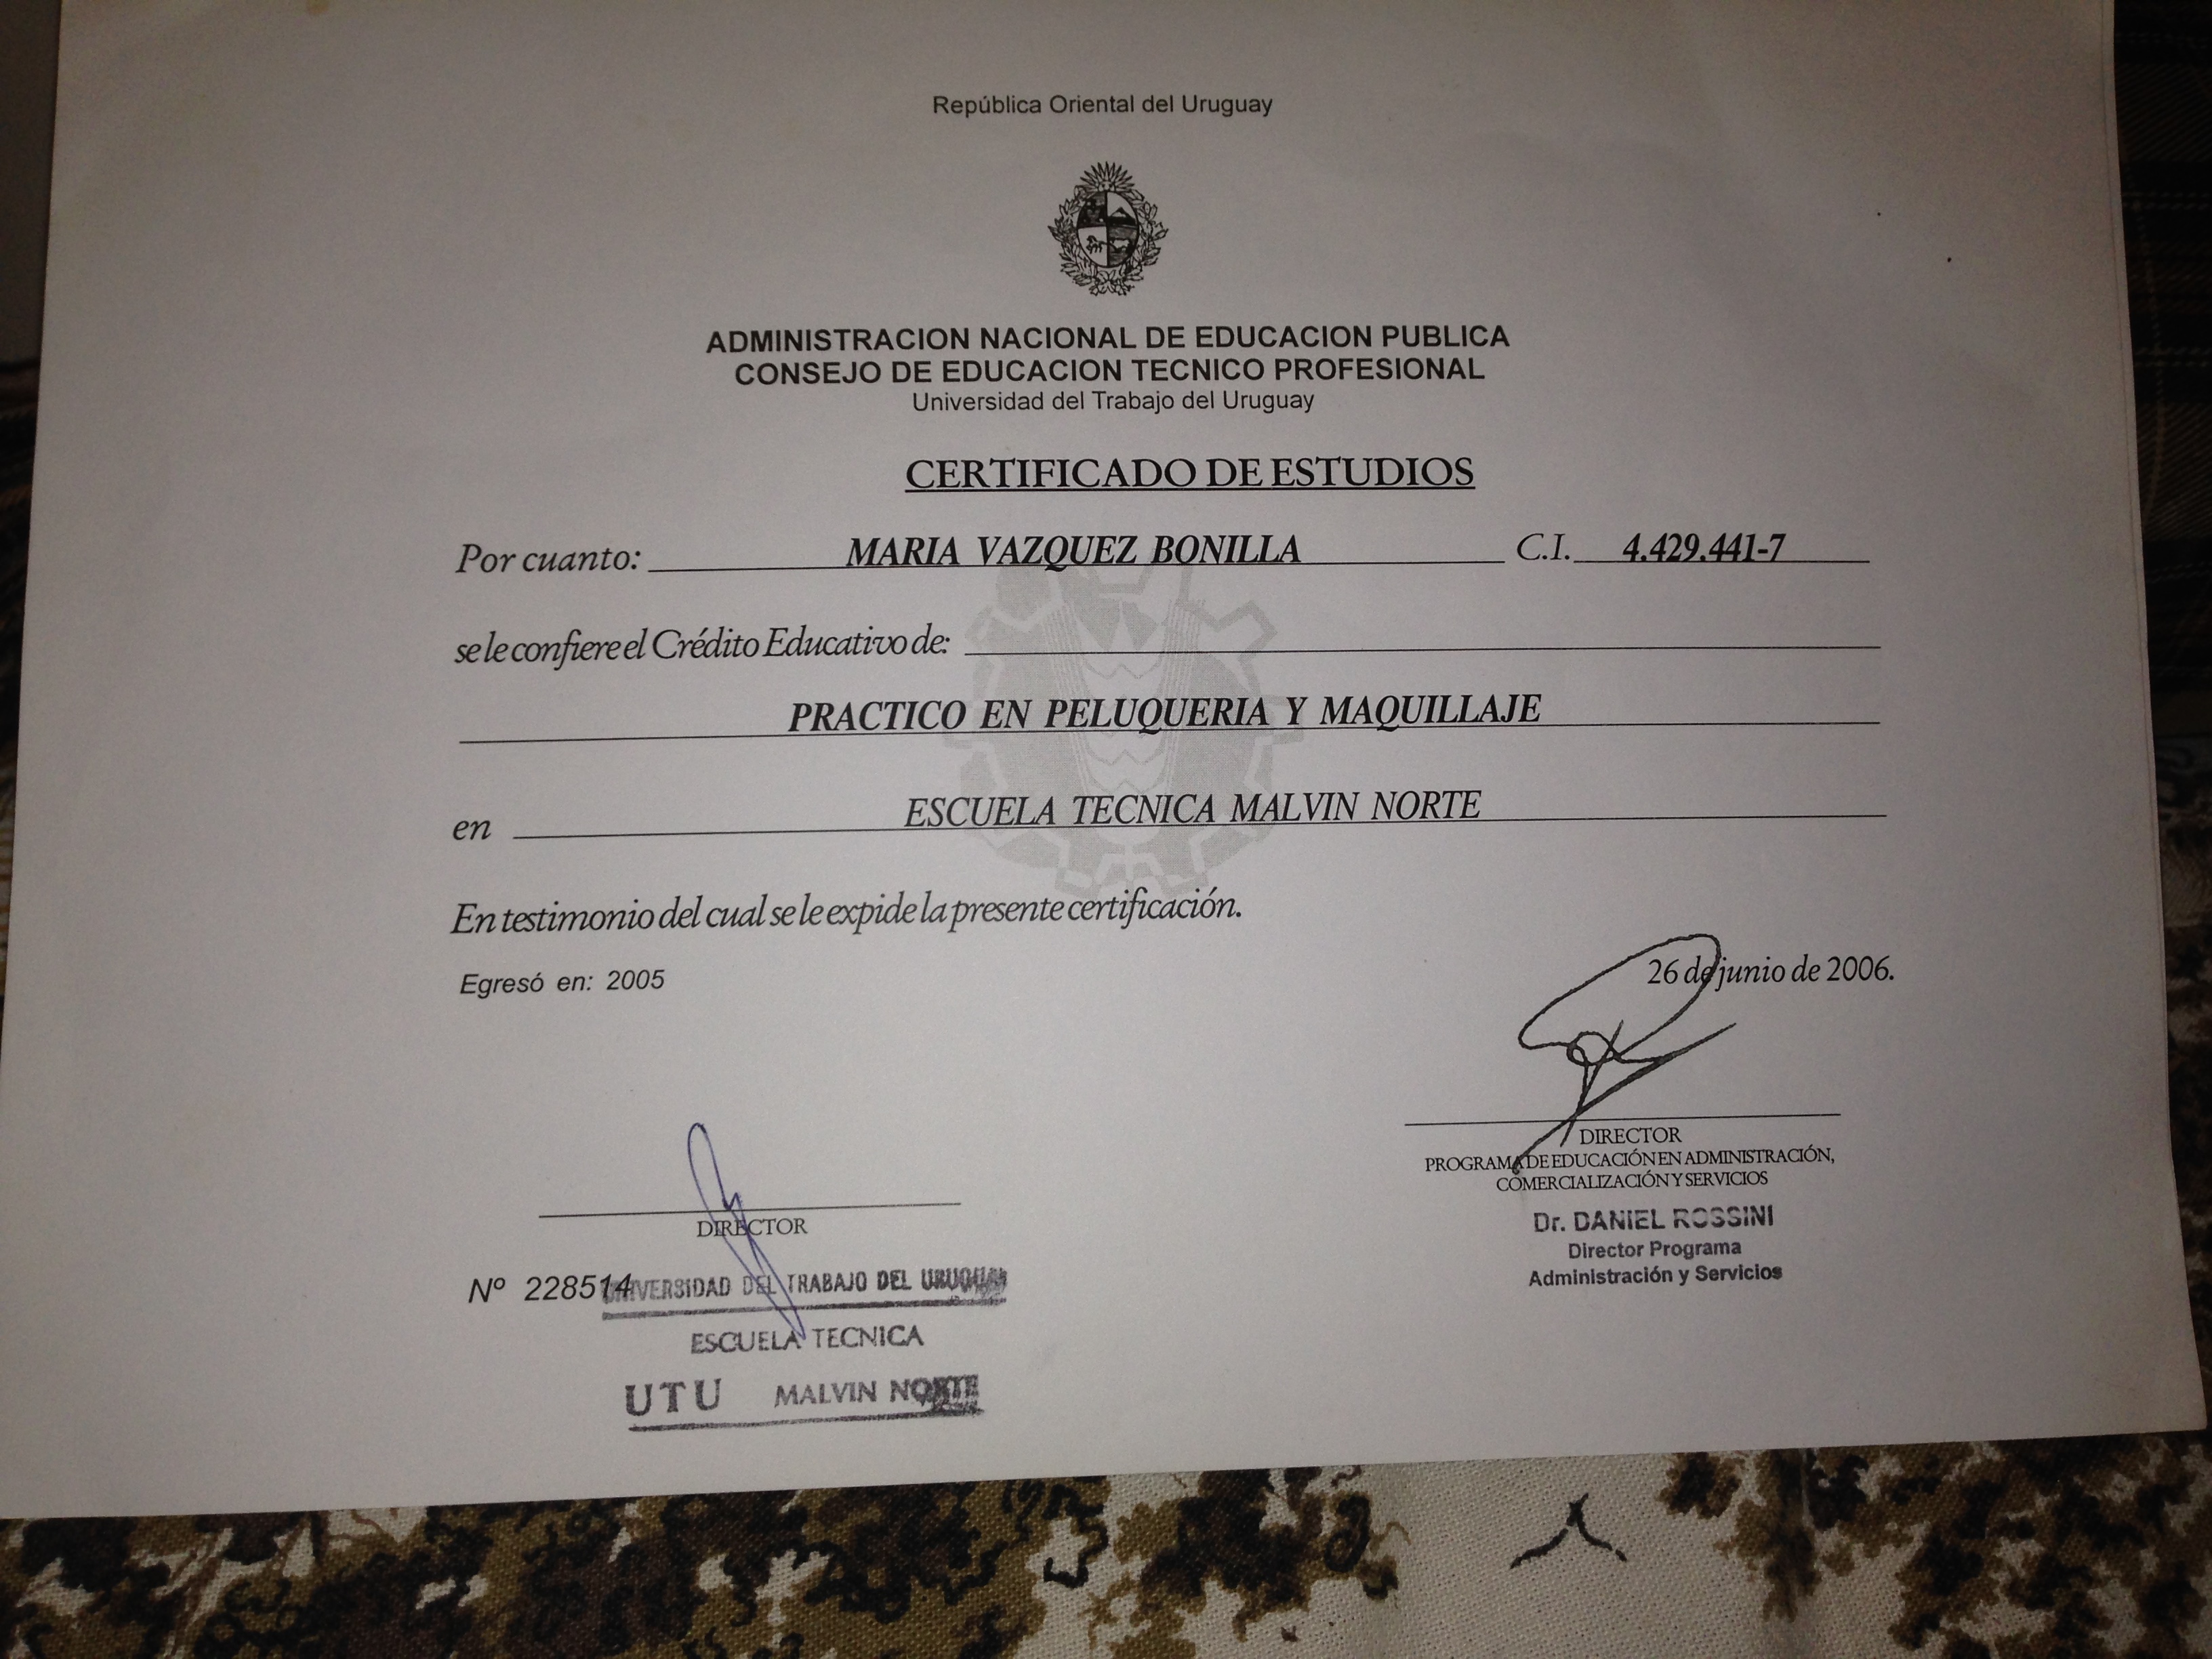 República Oriental del Uruguay
ADMINISTRACION NACIONAL DE EDUCACION PUBLICA
CONSEJO DE EDUCACION TECNICO PROFESIONAL
Universidad del Trabajo del Uruguay
CERTIFICADO DE ESTUDIOS
Por cuanto: MARIA VAZQUEZ BONILLA C.I. 4.429.441-7
se le confiere el Crédito Educativo de:
PRACTICO EN PELUQUERIA Y MAQUILLAJE
en ESCUELA TECNICA MALVIN NORTE
En testimonio del cual se le expide la presente certificación.
Egresó en: 2005
26 de junio de 2006.
DIRECTOR
PROGRAMA DE EDUCACIÓN EN ADMINISTRACIÓN,
COMERCIALIZACIÓN Y SERVICIOS
Dr. DANIEL ROSSINI
Director Programa
Administración y Servicios
DIRECTOR
Nº 228514 UNIVERSIDAD DEL TRABAJO DEL URUGUAY
ESCUELA TECNICA
UTU MALVIN NORTE